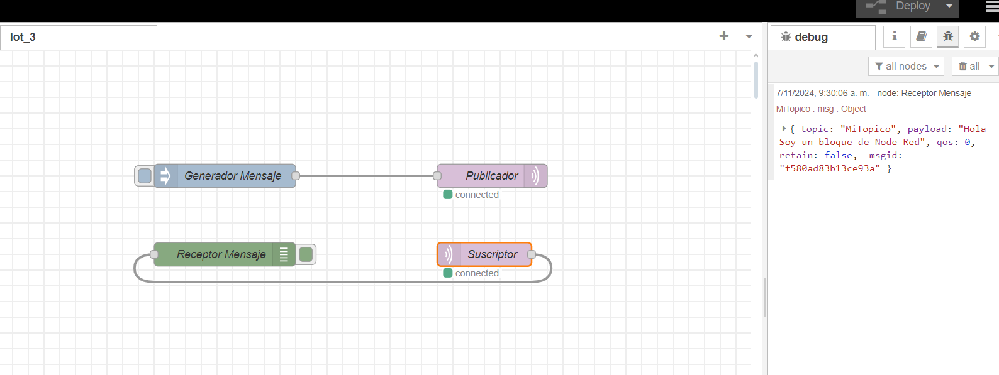 Deploy
Iot_3
debug
i
all nodes
all
7/11/2024, 9:30:06 a. m. node: Receptor Mensaje
MiTopico : msg : Object
{ topic: "MiTopico", payload: "Hola
Soy un bloque de Node Red", qos: 0,
retain: false, _msgid:
"f580ad83b13ce93a" }
Generador Mensaje
Publicador
connected
Receptor Mensaje
Suscriptor
connected